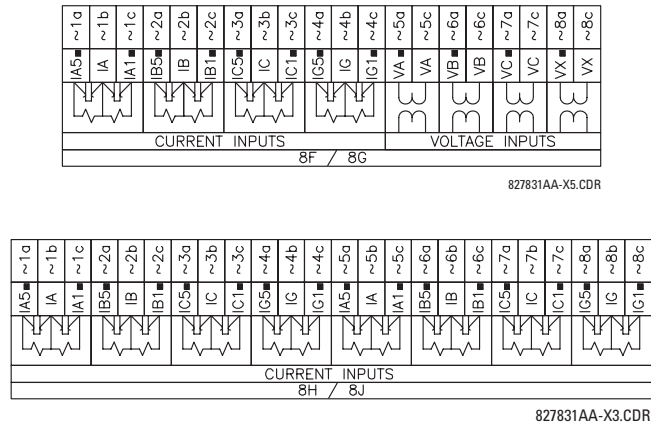 ~1a ~1b ~1c ~2a ~2b ~2c ~3a ~3b ~3c ~4a ~4b ~4c ~5a ~5c ~6a ~6c ~7a ~7c ~8a ~8c
IA5 IA IA1 IB5 IB IB1 IC5 IC IC1 IG5 IG IG1 VA VA VB VB VC VC VX VX
CURRENT INPUTS VOLTAGE INPUTS
8F / 8G
827831AA-X5.CDR
~1a ~1b ~1c ~2a ~2b ~2c ~3a ~3b ~3c ~4a ~4b ~4c ~5a ~5b ~5c ~6a ~6b ~6c ~7a ~7b ~7c ~8a ~8b ~8c
IA5 IA IA1 IB5 IB IB1 IC5 IC IC1 IG5 IG IG1 IA5 IA IA1 IB5 IB IB1 IC5 IC IC1 IG5 IG IG1
CURRENT INPUTS
8H / 8J
827831AA-X3.CDR